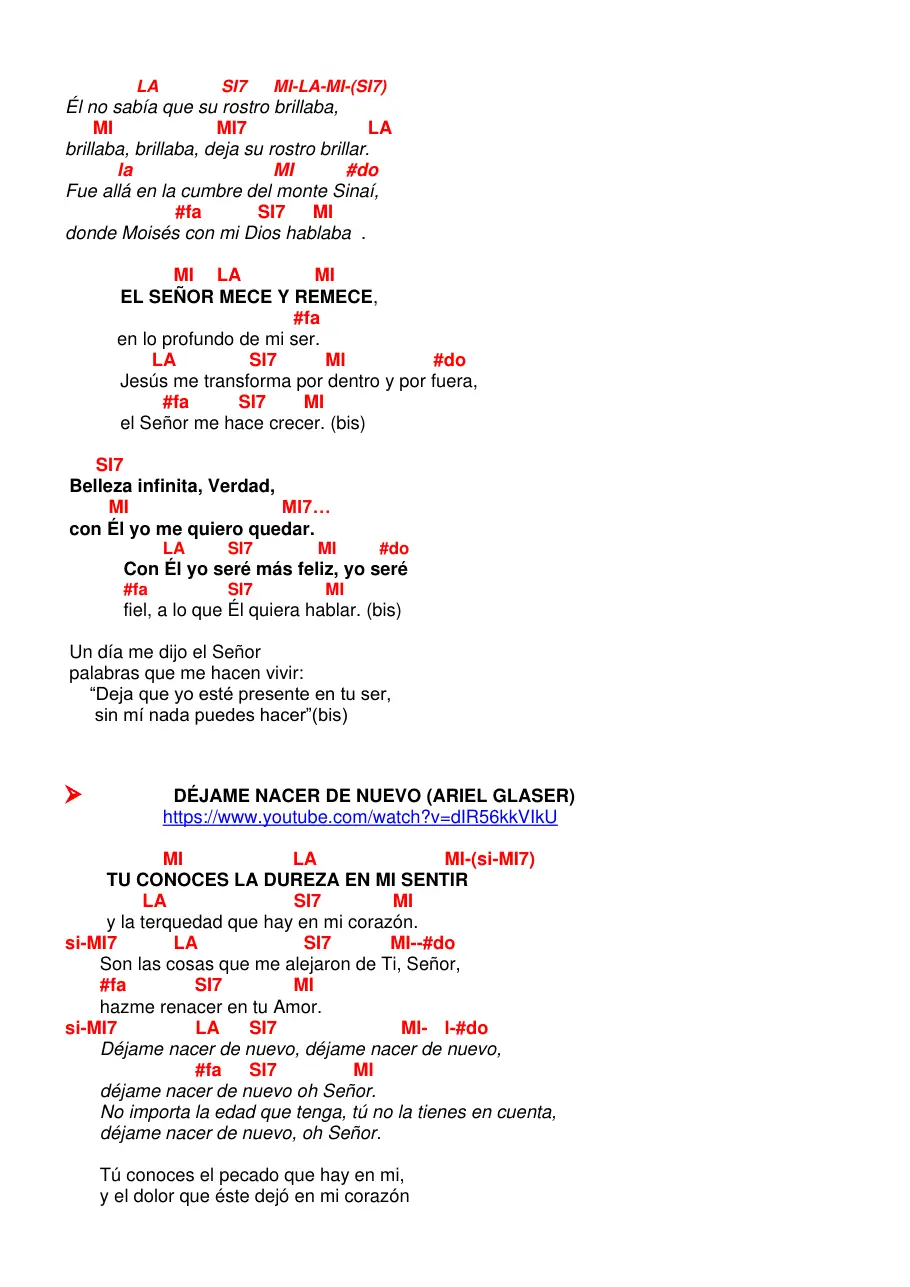 LA SI7 MI-LA-MI-(SI7)
Él no sabía que su rostro brillaba,
MI MI7 LA
brillaba, brillaba, deja su rostro brillar.
la MI #do
Fue allá en la cumbre del monte Sinaí,
#fa SI7 MI
donde Moisés con mi Dios hablaba .
MI LA MI
EL SEÑOR MECE Y REMECE,
#fa
en lo profundo de mi ser.
LA SI7 MI #do
Jesús me transforma por dentro y por fuera,
#fa SI7 MI
el Señor me hace crecer. (bis)
SI7
Belleza infinita, Verdad,
MI MI7…
con Él yo me quiero quedar.
LA SI7 MI #do
Con Él yo seré más feliz, yo seré
#fa SI7 MI
fiel, a lo que Él quiera hablar. (bis)
Un día me dijo el Señor
palabras que me hacen vivir:
“Deja que yo esté presente en tu ser,
sin mí nada puedes hacer”(bis)
➢ DÉJAME NACER DE NUEVO (ARIEL GLASER)
https://www.youtube.com/watch?v=dIR56kkVIkU
MI LA MI-(si-MI7)
TU CONOCES LA DUREZA EN MI SENTIR
LA SI7 MI
y la terquedad que hay en mi corazón.
si-MI7 LA SI7 MI--#do
Son las cosas que me alejaron de Ti, Señor,
#fa SI7 MI
hazme renacer en tu Amor.
si-MI7 LA SI7 MI- I-#do
Déjame nacer de nuevo, déjame nacer de nuevo,
#fa SI7 MI
déjame nacer de nuevo oh Señor.
No importa la edad que tenga, tú no la tienes en cuenta,
déjame nacer de nuevo, oh Señor.
Tú conoces el pecado que hay en mi,
y el dolor que éste dejó en mi corazón